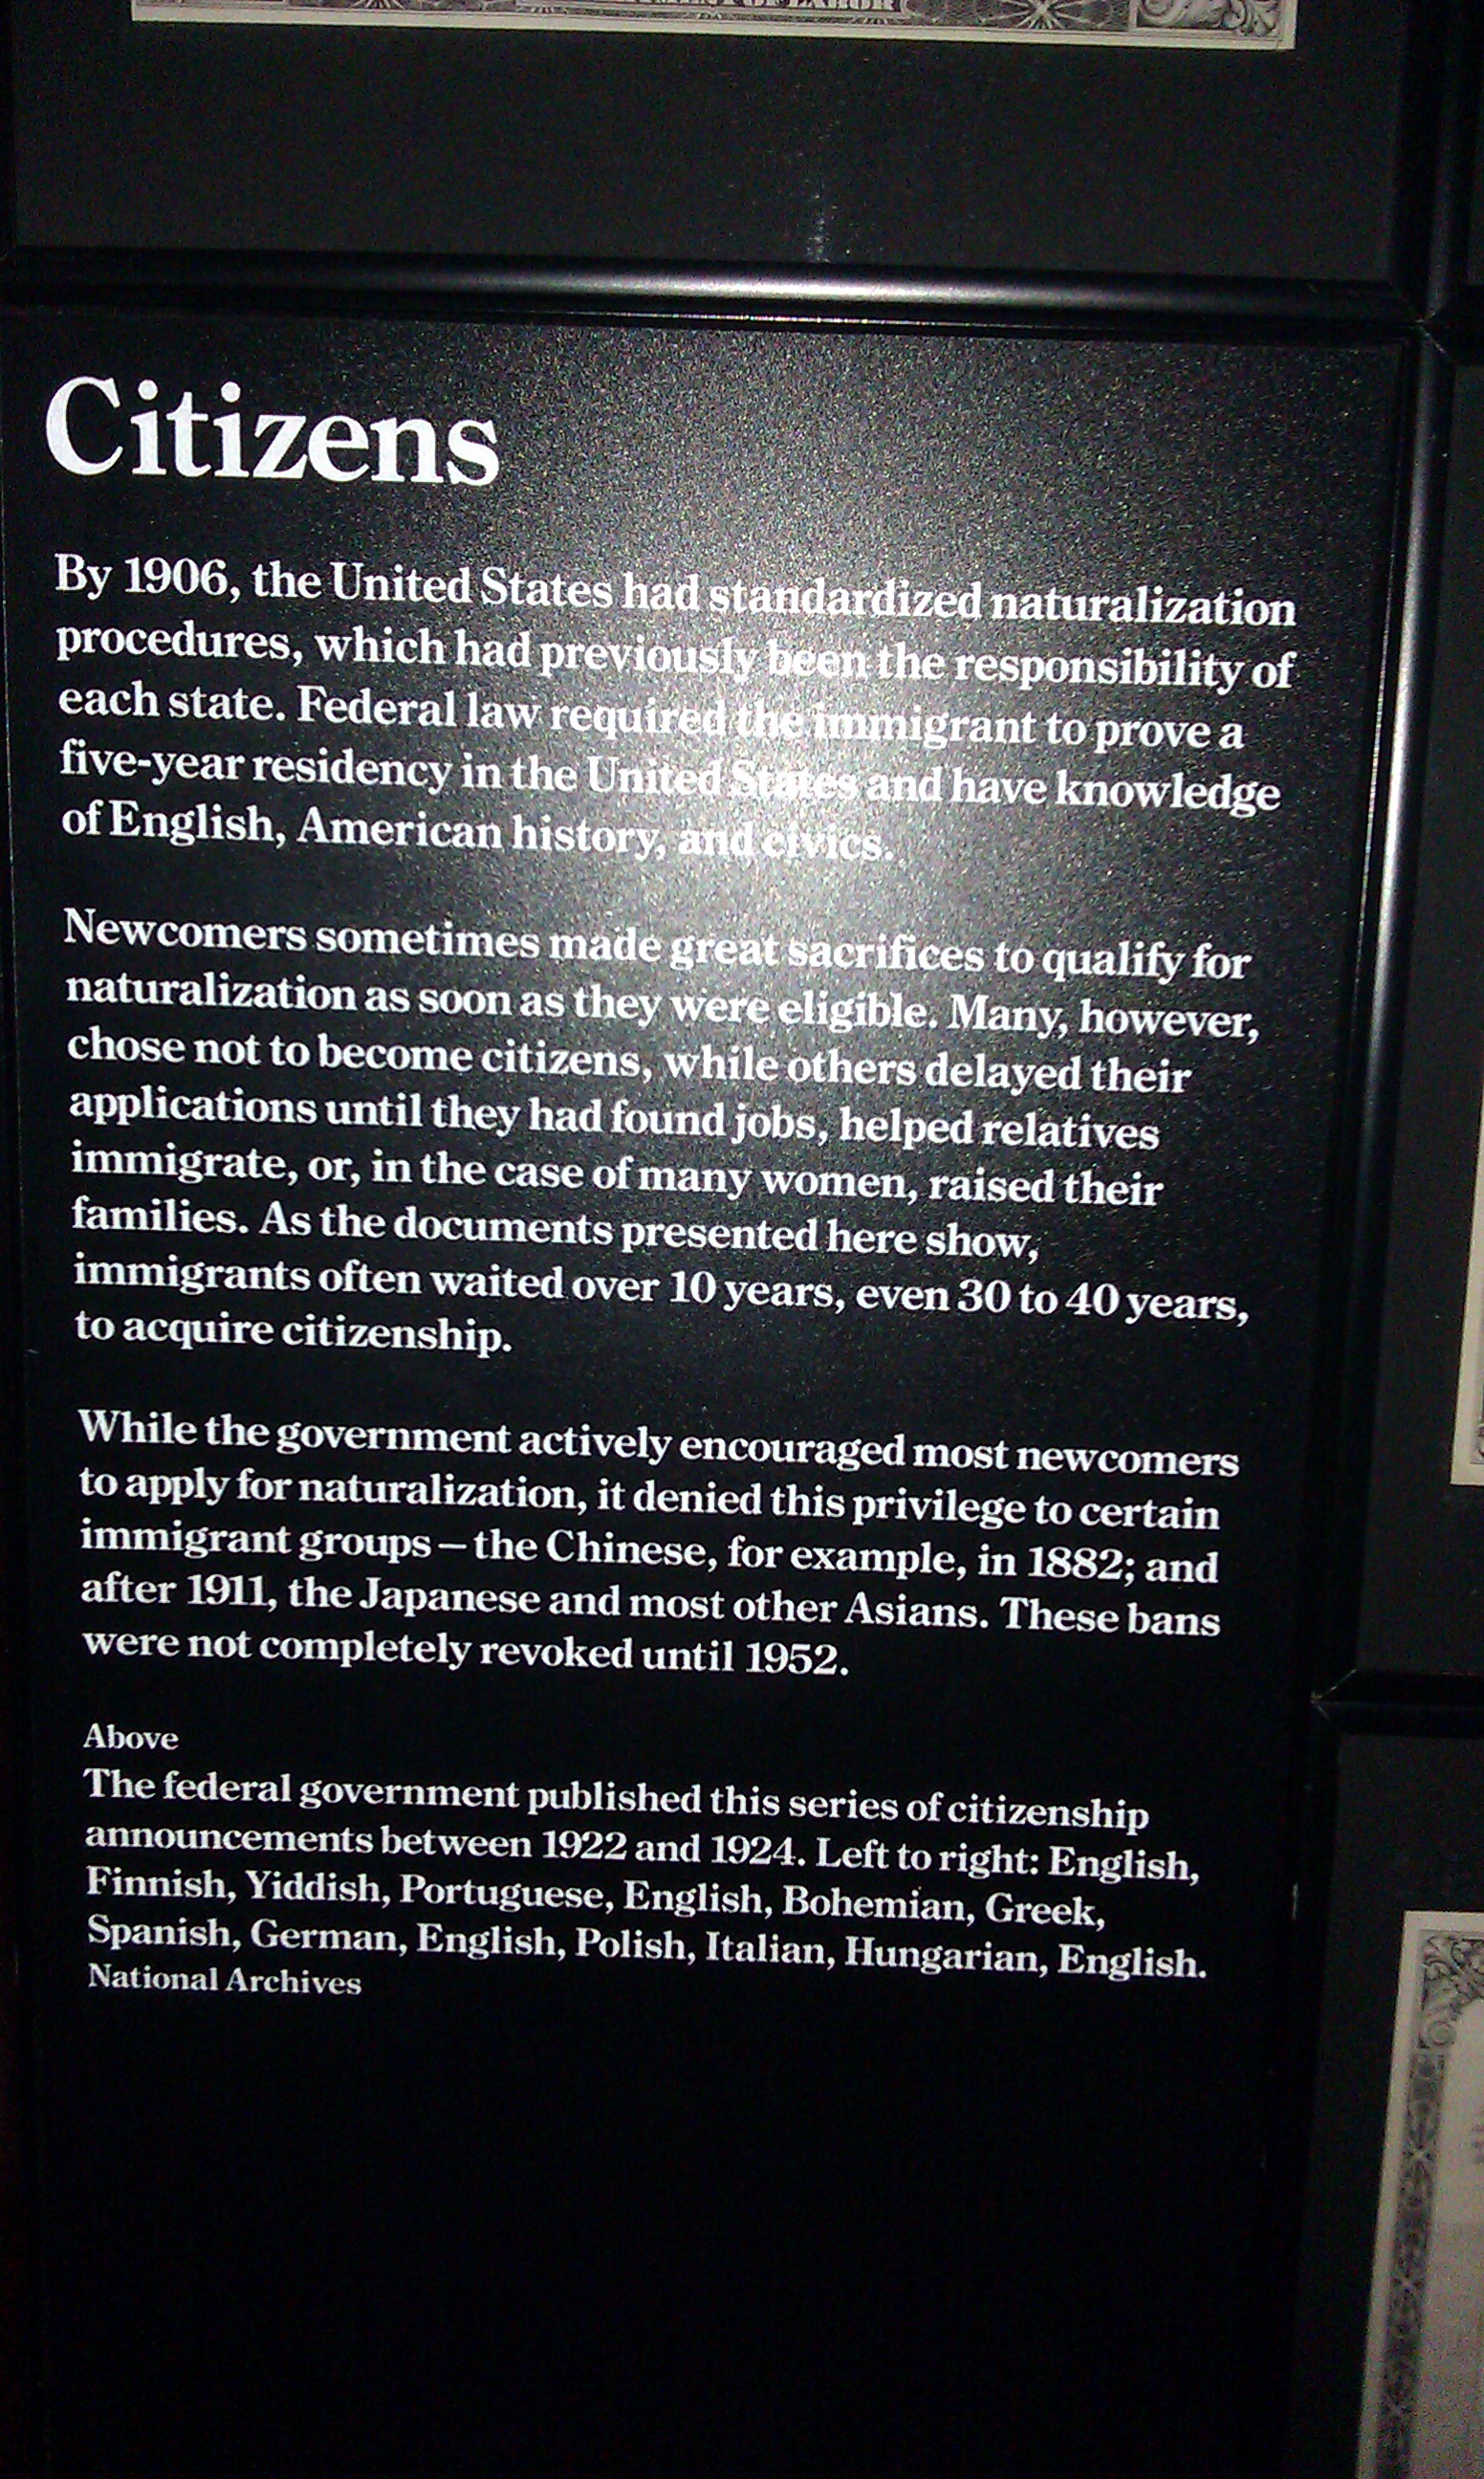 OF LABOR
Citizens
By 1906, the United States had standardized naturalization
procedures, which had previously been the responsibility of
each state. Federal law required the immigrant to prove a
five-year residency in the United States and have knowledge
of English, American history, and civics.
Newcomers sometimes made great sacrifices to qualify for
naturalization as soon as they were eligible. Many, however,
chose not to become citizens, while others delayed their
applications until they had found jobs, helped relatives
immigrate, or, in the case of many women, raised their
families. As the documents presented here show,
immigrants often waited over 10 years, even 30 to 40 years,
to acquire citizenship.
While the government actively encouraged most newcomers
to apply for naturalization, it denied this privilege to certain
immigrant groups – the Chinese, for example, in 1882; and
after 1911, the Japanese and most other Asians. These bans
were not completely revoked until 1952.
Above
The federal government published this series of citizenship
announcements between 1922 and 1924. Left to right: English,
Finnish, Yiddish, Portuguese, English, Bohemian, Greek,
Spanish, German, English, Polish, Italian, Hungarian, English.
National Archives